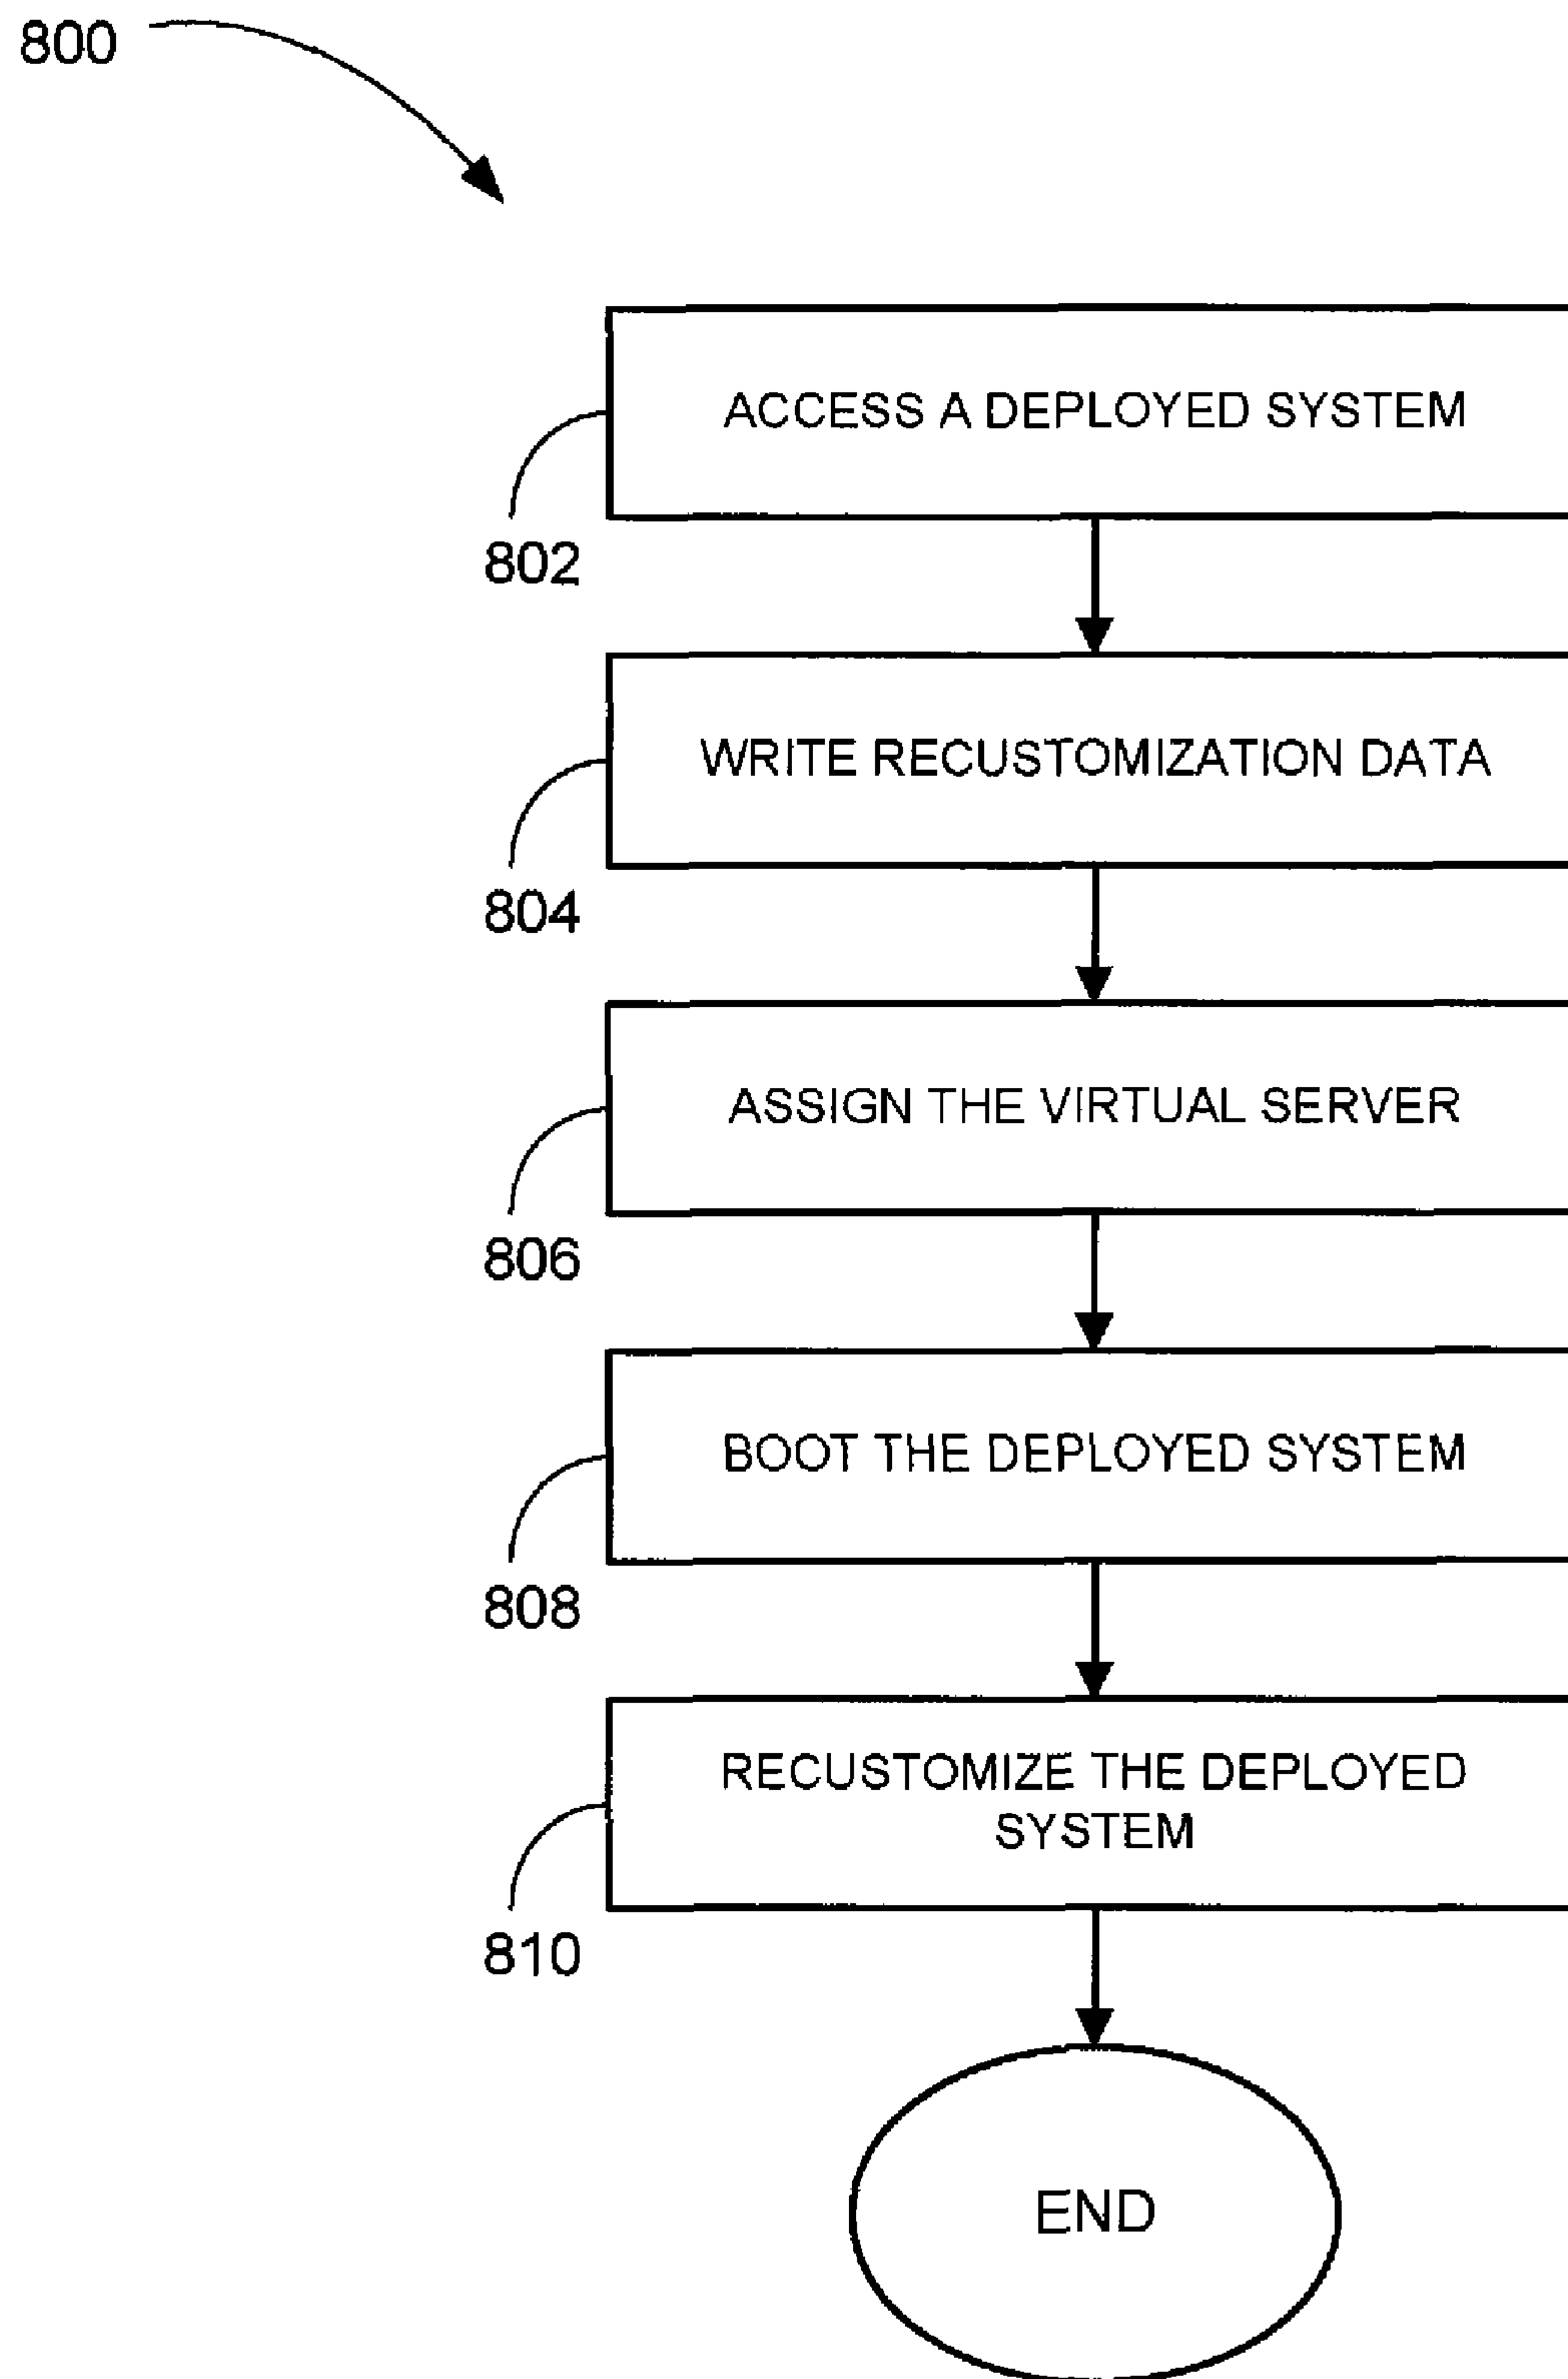 800
ACCESS A DEPLOYED SYSTEM
802
WRITE RECUSTOMIZATION DATA
804
ASSIGN THE VIRTUAL SERVER
806
BOOT THE DEPLOYED SYSTEM
808
RECUSTOMIZE THE DEPLOYED
SYSTEM
810
END